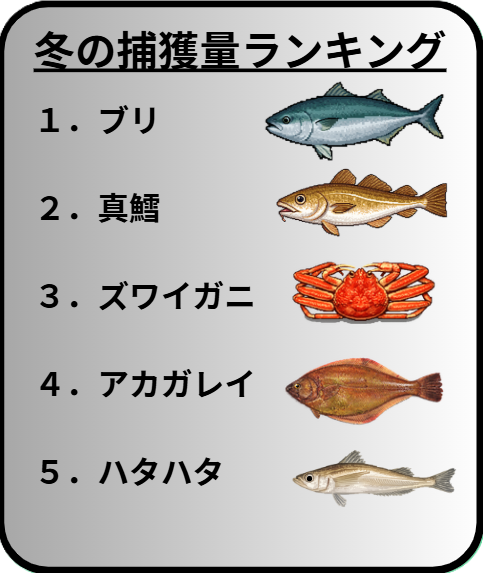 冬の捕獲量ランキング
１．ブリ
２．真鱈
３．ズワイガニ
４．アカガレイ
５．ハタハタ